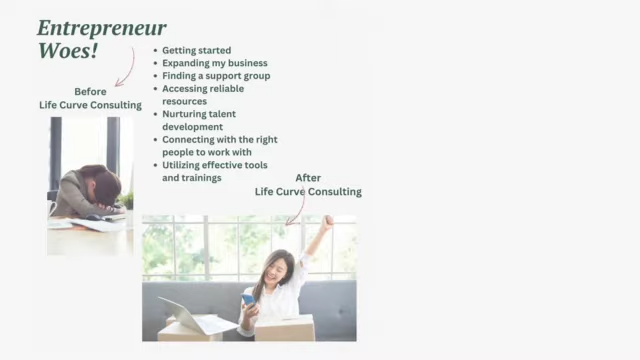 Entrepreneur
Woes!
Before
Life Curve Consulting
• Getting started
• Expanding my business
• Finding a support group
• Accessing reliable
resources
• Nurturing talent
development
• Connecting with the right
people to work with
• Utilizing effective tools
and trainings
After
Life Curve Consulting